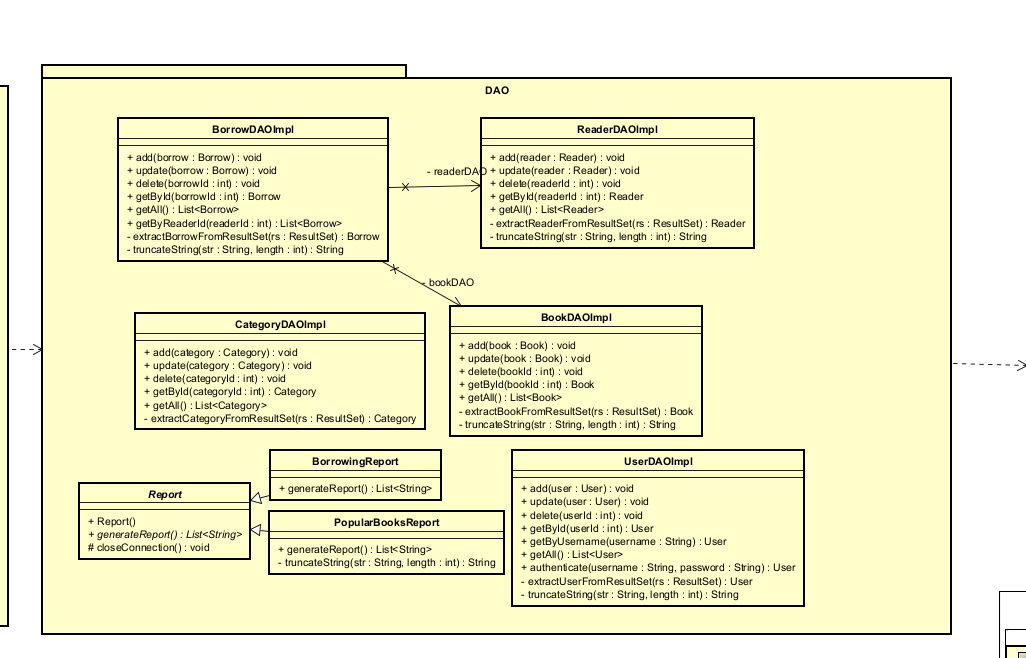 DAO
BorrowDAOImpl
+ add(borrow : Borrow) : void
+ update(borrow : Borrow) : void
+ delete(borrowId : int) : void
+ getById(borrowId : int) : Borrow
+ getAll() : List<Borrow>
+ getByReaderId(readerId : int) : List<Borrow>
- extractBorrowFromResultSet(rs : ResultSet) : Borrow
- truncateString(str : String, length : int) : String
- readerDAO
ReaderDAOImpl
+ add(reader : Reader) : void
+ update(reader : Reader) : void
+ delete(readerId : int) : void
+ getById(readerId : int) : Reader
+ getAll() : List<Reader>
- extractReaderFromResultSet(rs : ResultSet) : Reader
- truncateString(str : String, length : int) : String
- bookDAO
CategoryDAOImpl
+ add(category : Category) : void
+ update(category : Category) : void
+ delete(categoryId : int) : void
+ getById(categoryId : int) : Category
+ getAll() : List<Category>
- extractCategoryFromResultSet(rs : ResultSet) : Category
BookDAOImpl
+ add(book : Book) : void
+ update(book : Book) : void
+ delete(bookId : int) : void
+ getById(bookId : int) : Book
+ getAll() : List<Book>
- extractBookFromResultSet(rs : ResultSet) : Book
- truncateString(str : String, length : int) : String
BorrowingReport
+ generateReport() : List<String>
Report
+ Report()
+ generateReport() : List<String>
# closeConnection() : void
PopularBooksReport
+ generateReport() : List<String>
- truncateString(str : String, length : int) : String
UserDAOImpl
+ add(user : User) : void
+ update(user : User) : void
+ delete(userId : int) : void
+ getById(userId : int) : User
+ getByUsername(username : String) : User
+ getAll() : List<User>
+ authenticate(username : String, password : String) : User
- extractUserFromResultSet(rs : ResultSet) : User
- truncateString(str : String, length : int) : String